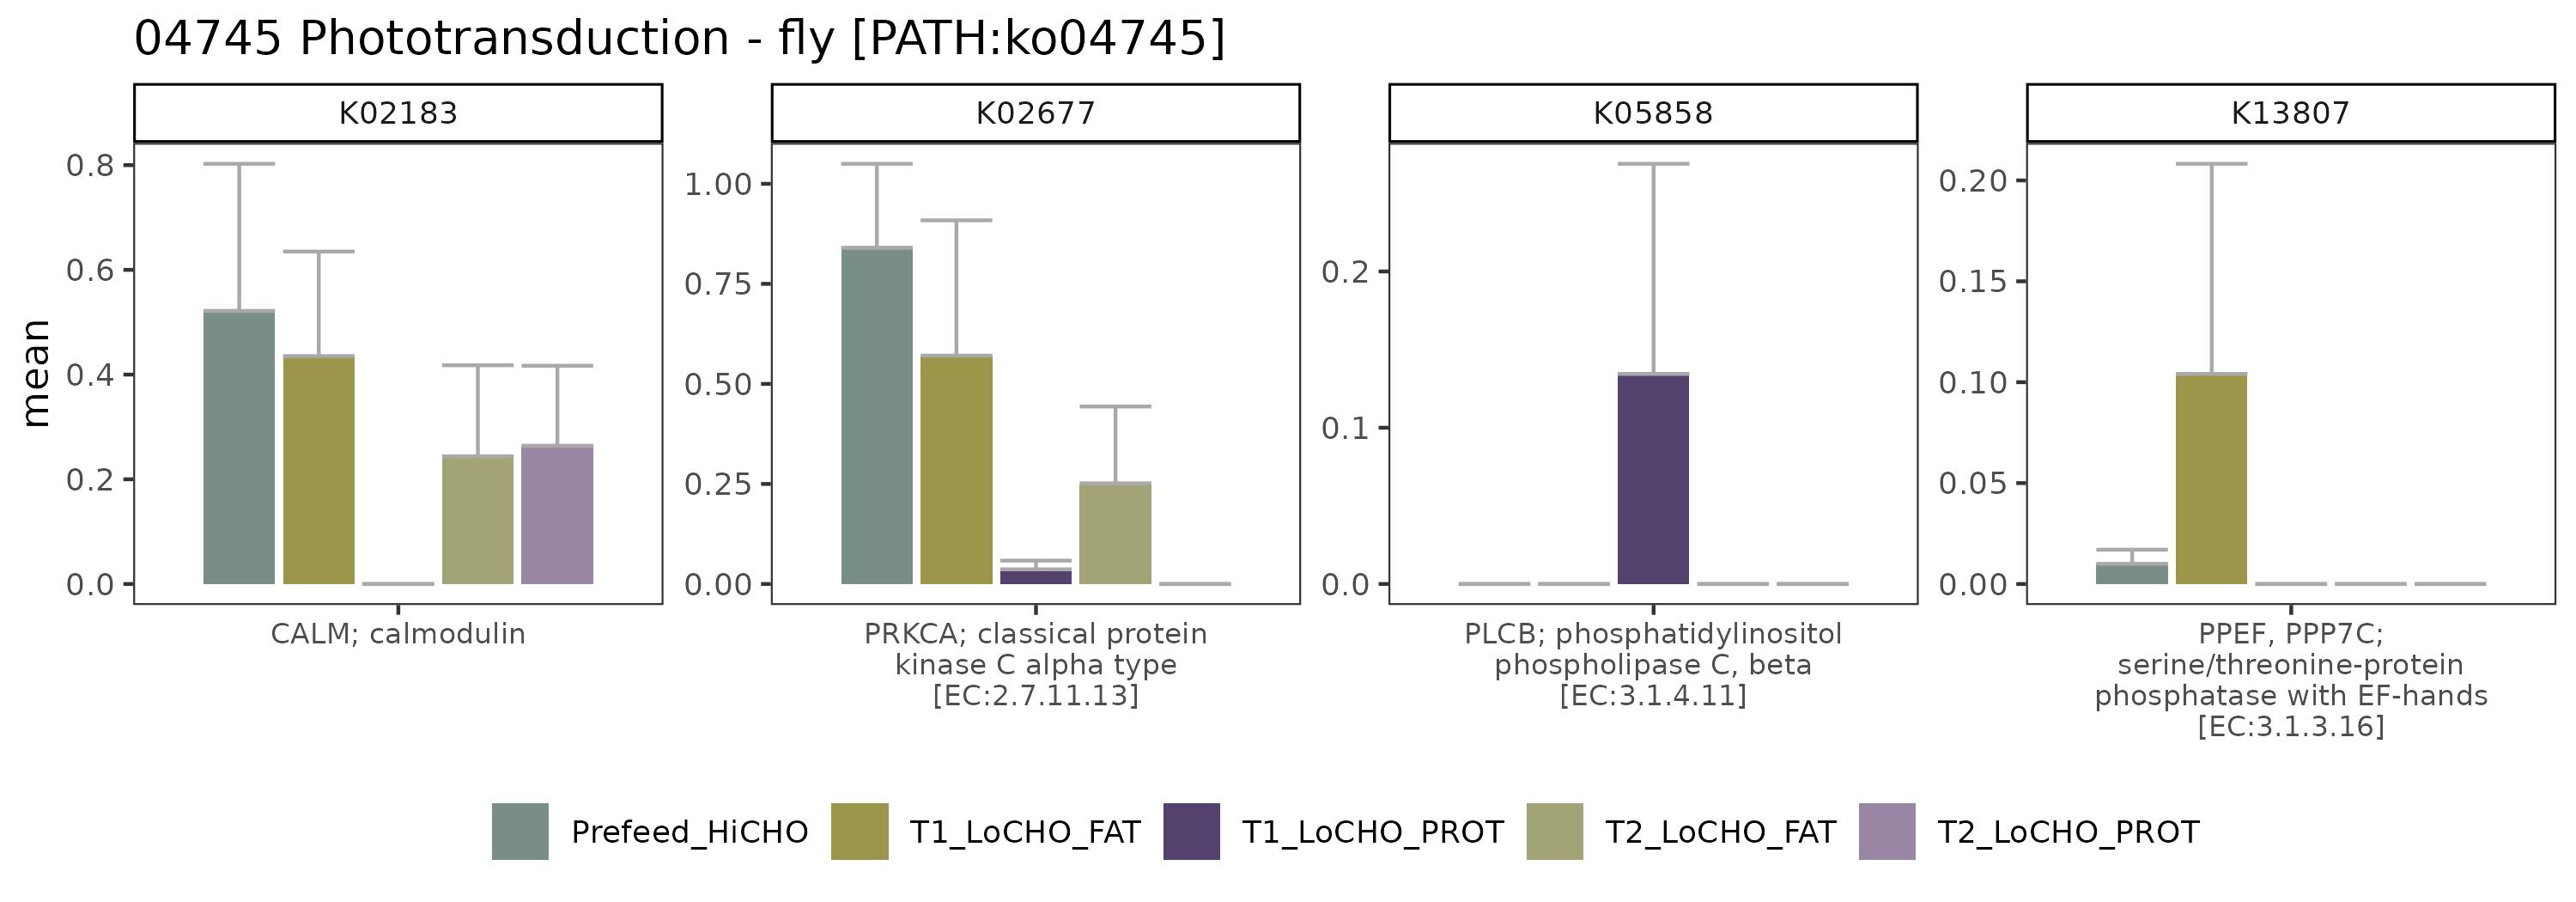 04745 Phototransduction - fly [PATH:ko04745]
K02183
K02677
K05858
K13807
mean
0.8
0.6
0.4
0.2
0.0
1.00
0.75
0.50
0.25
0.00
0.2
0.1
0.0
0.20
0.15
0.10
0.05
0.00
CALM; calmodulin
PRKCA; classical protein
kinase C alpha type
[EC:2.7.11.13]
PLCB; phosphatidylinositol
phospholipase C, beta
[EC:3.1.4.11]
PPEF, PPP7C;
serine/threonine-protein
phosphatase with EF-hands
[EC:3.1.3.16]
Prefeed_HiCHO
T1_LoCHO_FAT
T1_LoCHO_PROT
T2_LoCHO_FAT
T2_LoCHO_PROT